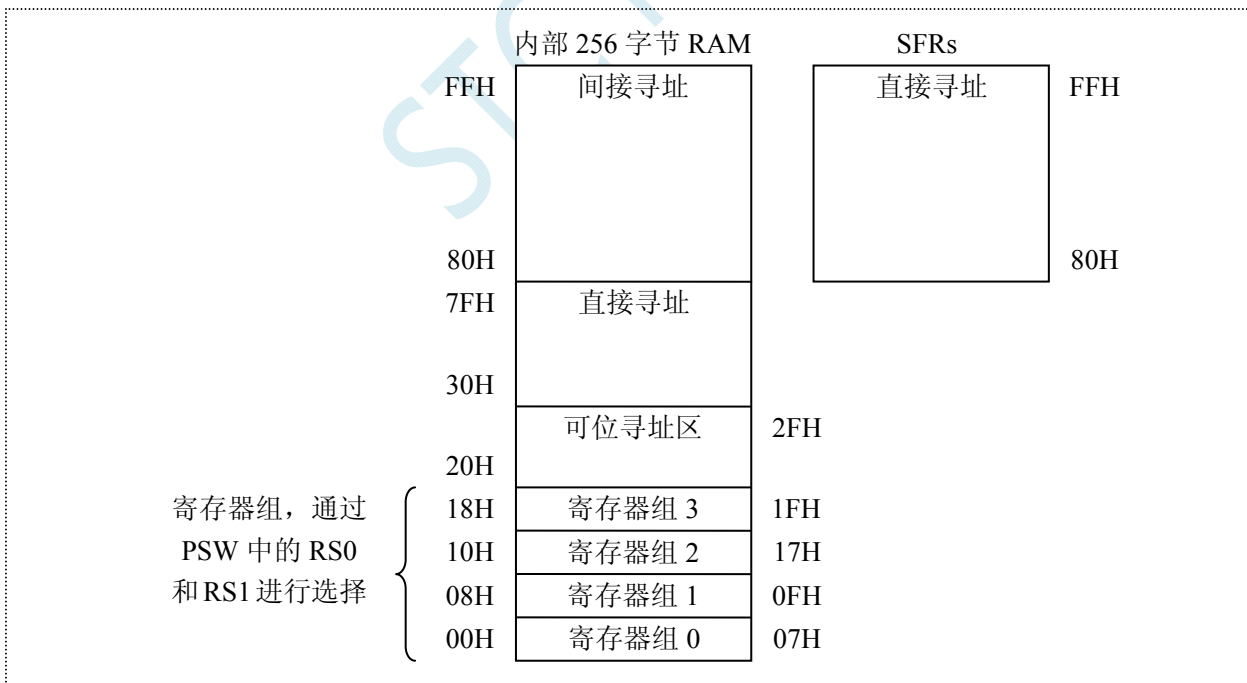 内部 256 字节 RAM SFRs
FFH 间接寻址 直接寻址 FFH
80H 80H
7FH 直接寻址
30H
可位寻址区 2FH
20H
寄存器组，通过 18H 寄存器组 3 1FH
PSW 中的 RS0 10H 寄存器组 2 17H
和 RS1 进行选择 08H 寄存器组 1 0FH
00H 寄存器组 0 07H